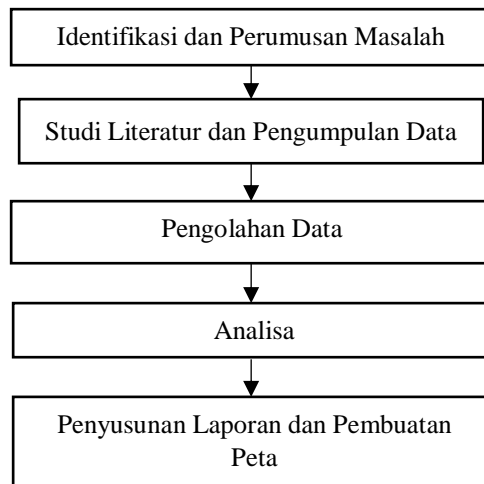 Identifikasi dan Perumusan Masalah
Studi Literatur dan Pengumpulan Data
Pengolahan Data
Analisa
Penyusunan Laporan dan Pembuatan
Peta